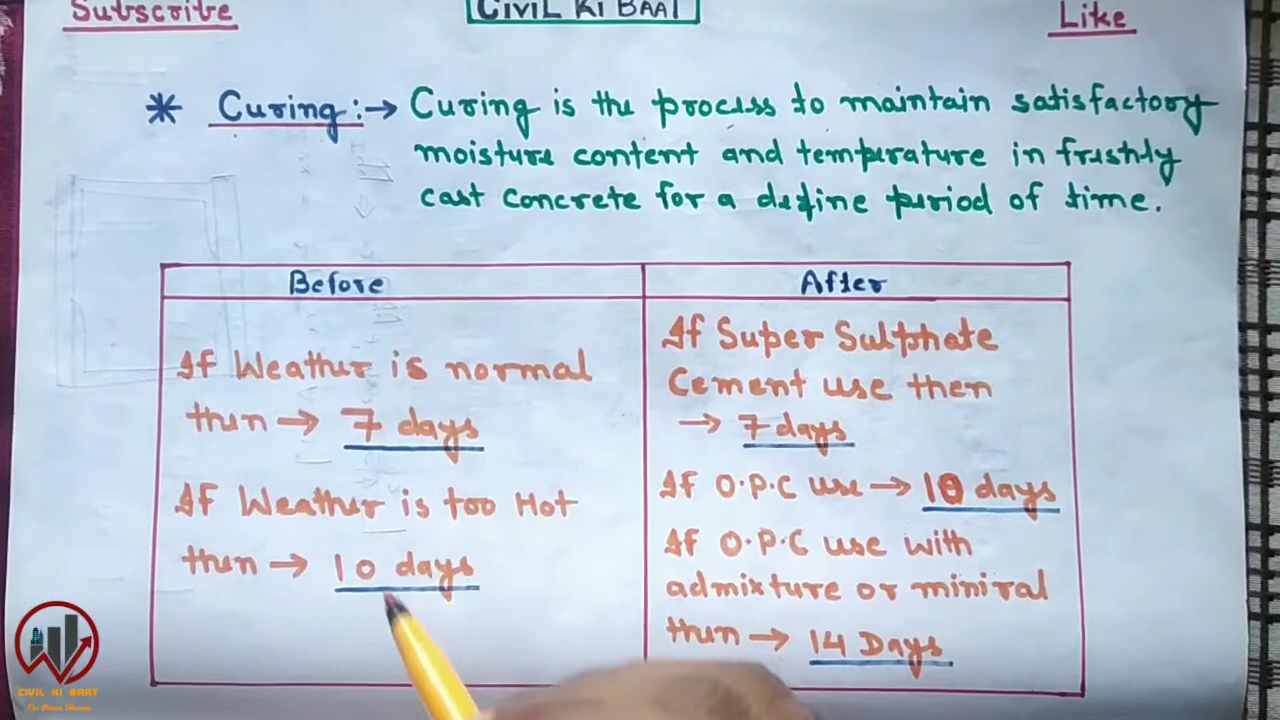 Subscribe
CIVIL KI BAAT
Like
* Curing :→ Curing is the process to maintain satisfactory
moisture content and temperature in freshly
cast concrete for a define period of time.
Before
If Weather is normal
then → 7 days
If Weather is too Hot
then → 10 days
After
If Super Sulphate
Cement use then
→ 7 days
If O.P.C use → 10 days
If O.P.C use with
admixture or miniral
then → 14 Days
CIVIL KI BAAT